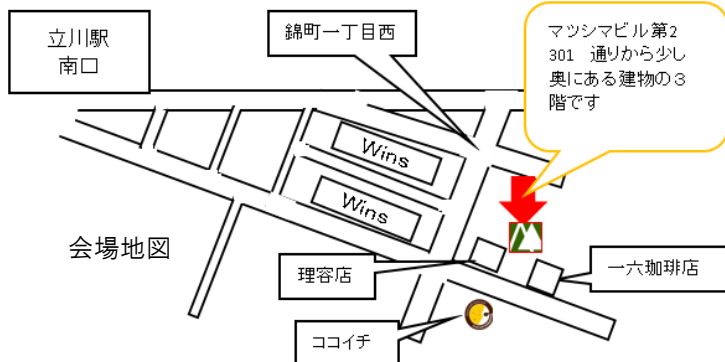 立川駅
南口
錦町一丁目西
マツシマビル第2
301　通りから少し
奥にある建物の３
階です
Wins
Wins
会場地図
理容店
一六珈琲店
ココイチ